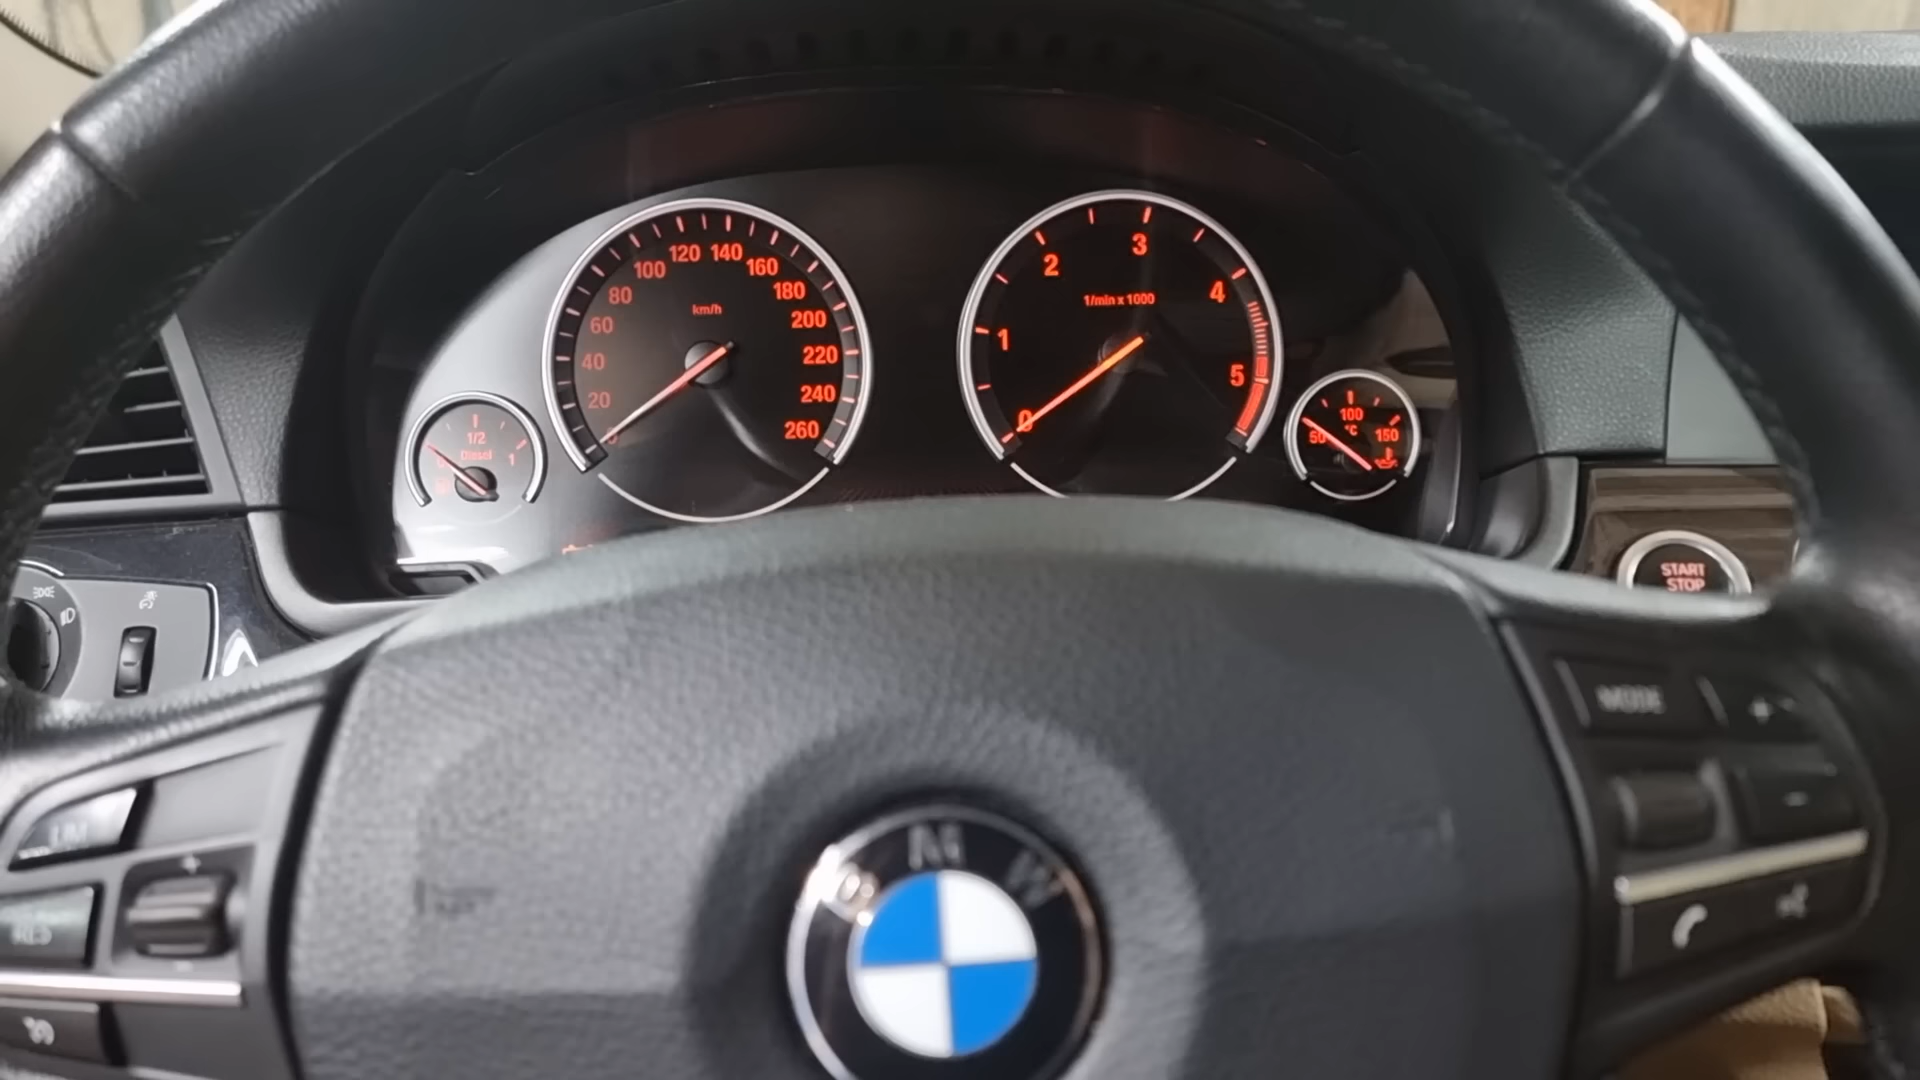 120 140
100 160
80 180
60 200
40 220
20 240
0 260
km/h
1/2
Diesel
0 1
3
2 4
1 5
0
1/min x 1000
100
°C
50 150
START
STOP
MODE
+
-
LIM
+
RES
-
B M W